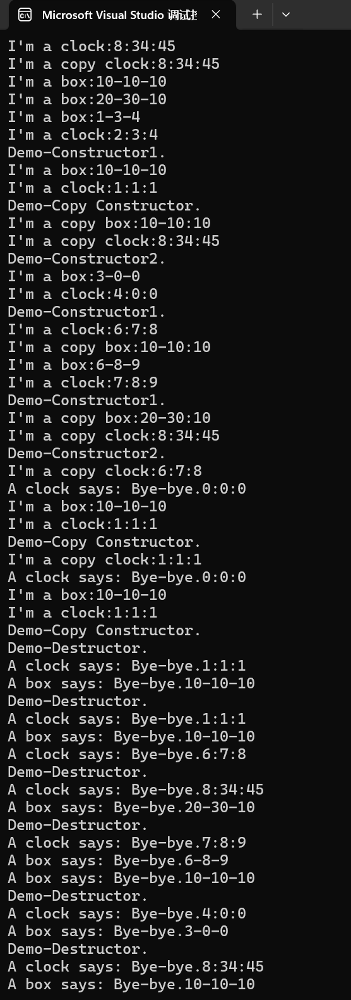 Microsoft Visual Studio 调试
I'm a clock:8:34:45
I'm a copy clock:8:34:45
I'm a box:10-10-10
I'm a box:20-30-10
I'm a box:1-3-4
I'm a clock:2:3:4
Demo-Constructor1.
I'm a box:10-10-10
I'm a clock:1:1:1
Demo-Copy Constructor.
I'm a copy box:10-10:10
I'm a copy clock:8:34:45
Demo-Constructor2.
I'm a box:3-0-0
I'm a clock:4:0:0
Demo-Constructor1.
I'm a clock:6:7:8
I'm a copy box:10-10:10
I'm a box:6-8-9
I'm a clock:7:8:9
Demo-Constructor1.
I'm a copy box:20-30:10
I'm a copy clock:8:34:45
Demo-Constructor2.
I'm a copy clock:6:7:8
A clock says: Bye-bye.0:0:0
I'm a box:10-10-10
I'm a clock:1:1:1
Demo-Copy Constructor.
I'm a copy clock:1:1:1
A clock says: Bye-bye.0:0:0
I'm a box:10-10-10
I'm a clock:1:1:1
Demo-Copy Constructor.
Demo-Destructor.
A clock says: Bye-bye.1:1:1
A box says: Bye-bye.10-10-10
Demo-Destructor.
A clock says: Bye-bye.1:1:1
A box says: Bye-bye.10-10-10
A clock says: Bye-bye.6:7:8
Demo-Destructor.
A clock says: Bye-bye.8:34:45
A box says: Bye-bye.20-30-10
Demo-Destructor.
A clock says: Bye-bye.7:8:9
A box says: Bye-bye.6-8-9
A box says: Bye-bye.10-10-10
Demo-Destructor.
A clock says: Bye-bye.4:0:0
A box says: Bye-bye.3-0-0
Demo-Destructor.
A clock says: Bye-bye.8:34:45
A box says: Bye-bye.10-10-10